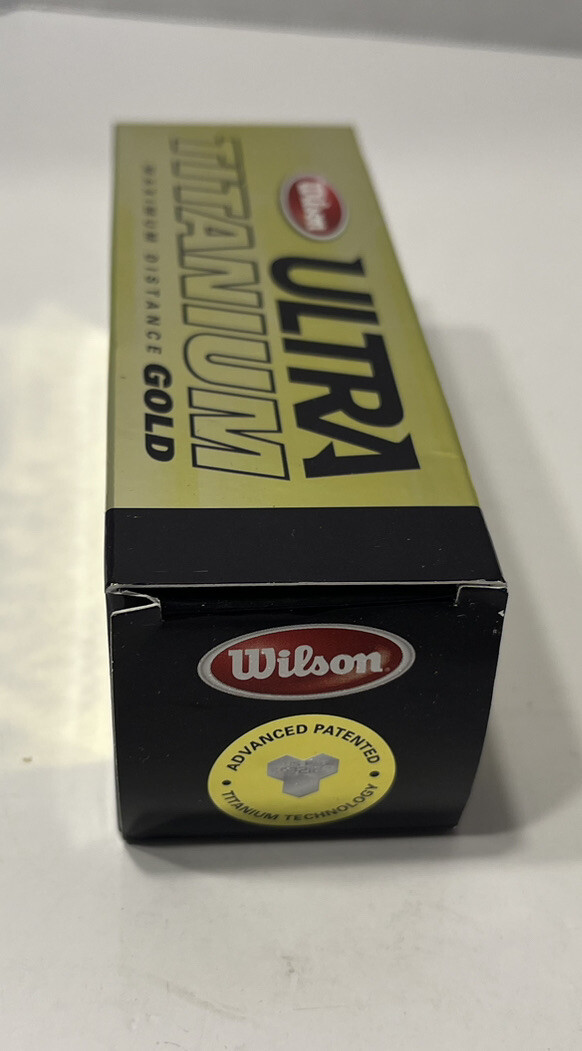 Wilson
ULTRA
TITANIUM
MAXIMUM DISTANCE GOLD
Wilson
ADVANCED PATENTED
TITANIUM TECHNOLOGY